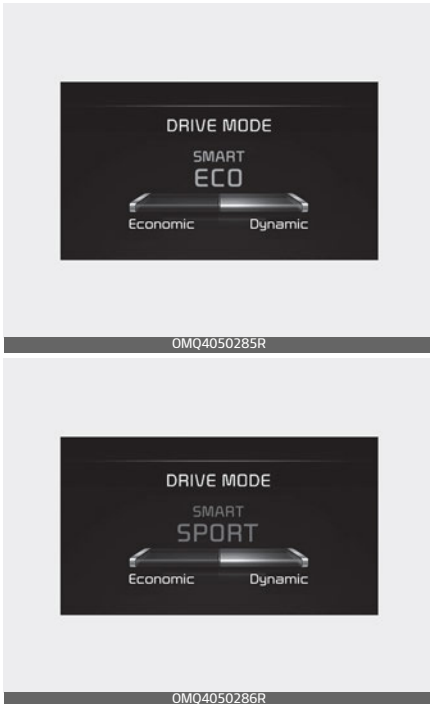 DRIVE MODE
SMART
ECO
Economic Dynamic
OMQ4050285R
DRIVE MODE
SMART
SPORT
Economic Dynamic
OMQ4050286R